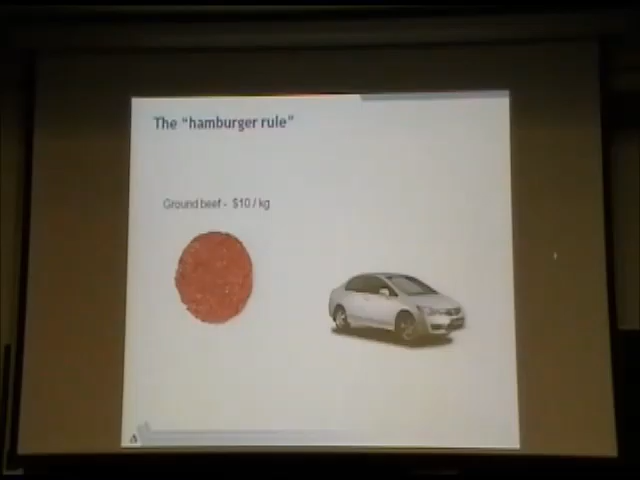 The "hamburger rule"
Ground beef - $10 / kg